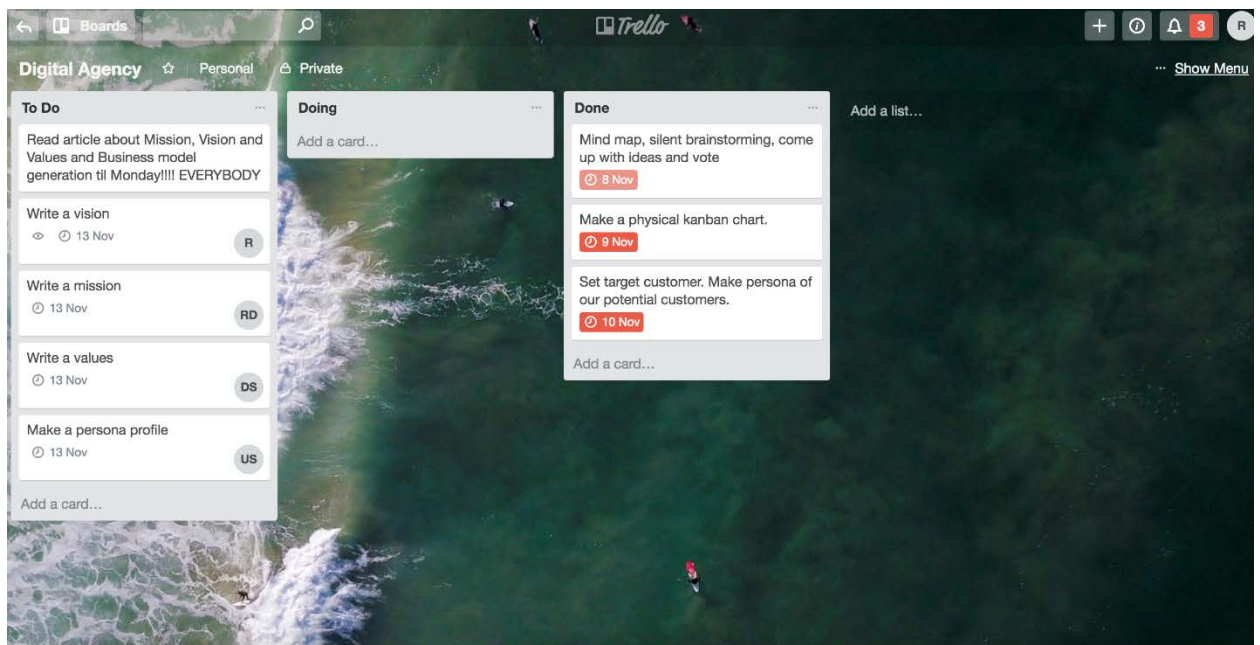 Boards
Trello
3
R
Digital Agency
Personal
Private
... Show Menu
To Do
...
Read article about Mission, Vision and
Values and Business model
generation til Monday!!!! EVERYBODY
Write a vision
13 Nov
R
Write a mission
13 Nov
RD
Write a values
13 Nov
DS
Make a persona profile
13 Nov
US
Add a card...
Doing
...
Add a card...
Done
...
Mind map, silent brainstorming, come
up with ideas and vote
8 Nov
Make a physical kanban chart.
9 Nov
Set target customer. Make persona of
our potential customers.
10 Nov
Add a card...
Add a list...